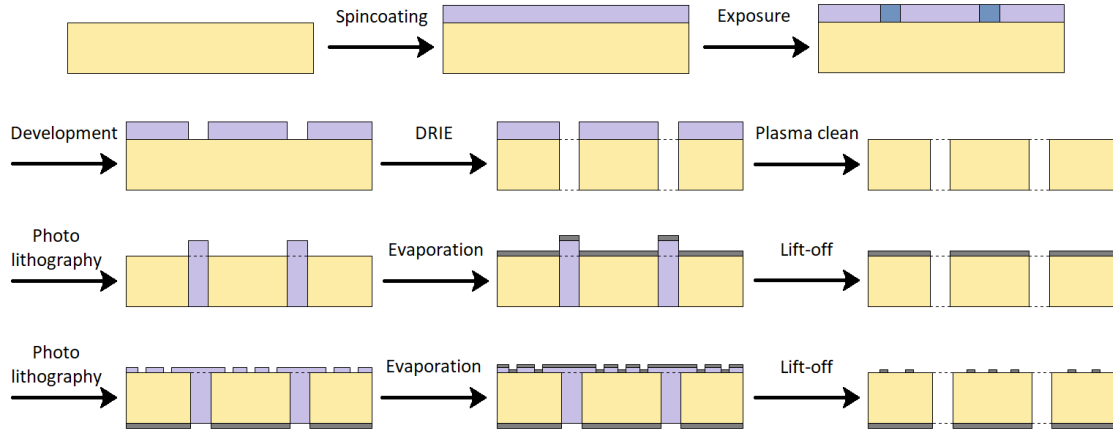 Spincoating
Exposure
Development
DRIE
Plasma clean
Photo
lithography
Evaporation
Lift-off
Photo
lithography
Evaporation
Lift-off